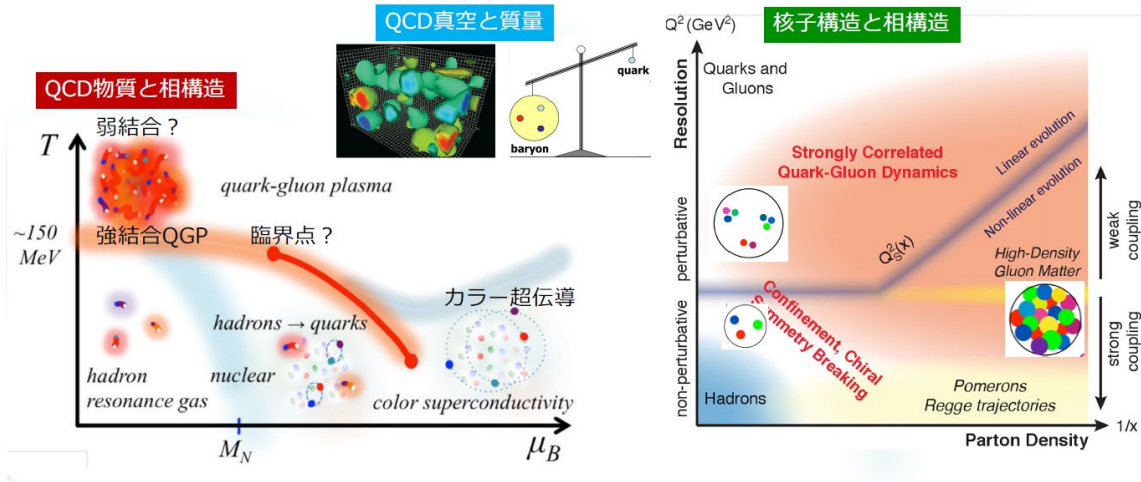 QCD真空と質量
quark
baryon
QCD物質と相構造
弱結合？
T
quark-gluon plasma
~150
MeV
強結合QGP
臨界点？
カラー超伝導
hadrons → quarks
hadron
resonance gas
nuclear
color superconductivity
M_N
μ_B
核子構造と相構造
Q² (GeV²)
Resolution
Quarks and
Gluons
Strongly Correlated
Quark-Gluon Dynamics
Linear evolution
Non-linear evolution
Q²_S(x)
perturbative
non-perturbative
High-Density
Gluon Matter
weak
coupling
strong
coupling
Confinement, Chiral
Symmetry Breaking
Hadrons
Pomerons
Regge trajectories
1/x
Parton Density